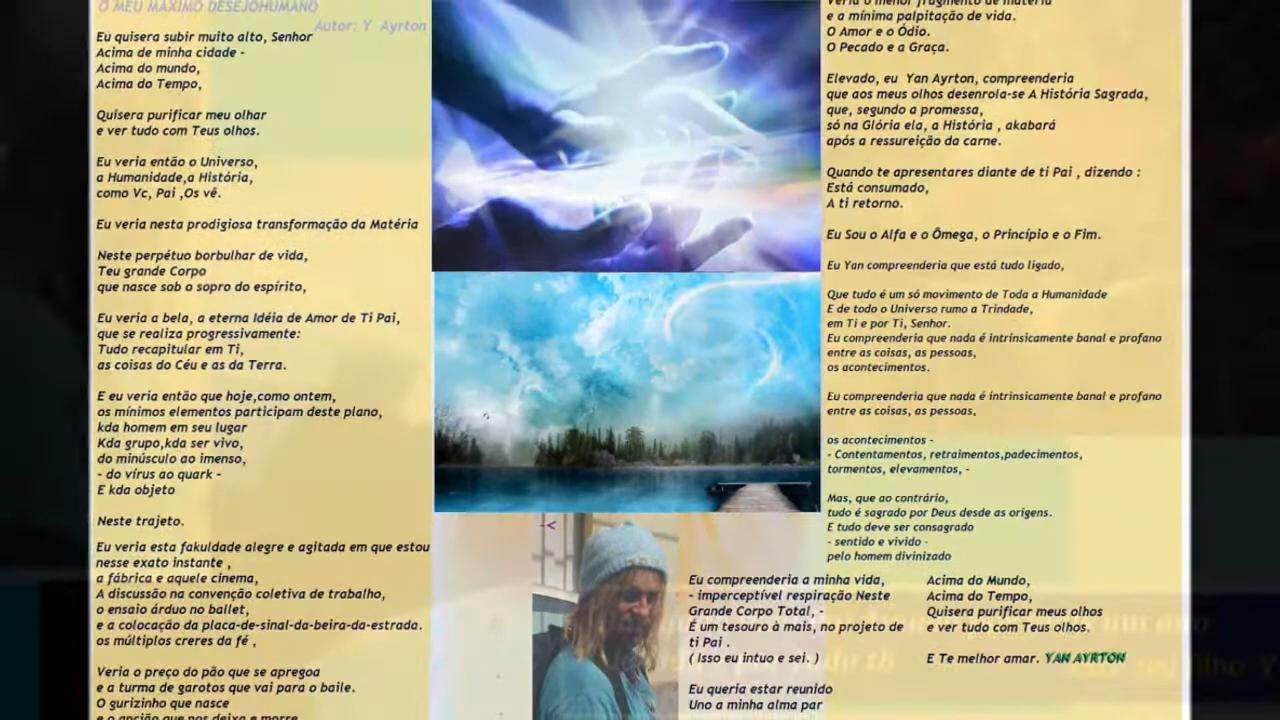 O MEU MÁXIMO DESEJOHUMANO
Autor: Y Ayrton
Eu quisera subir muito alto, Senhor
Acima de minha cidade -
Acima do mundo,
Acima do Tempo,
Quisera purificar meu olhar
e ver tudo com Teus olhos.
Eu veria então o Universo,
a Humanidade,a História,
como Vc, Pai ,Os vê.
Eu veria nesta prodigiosa transformação da Matéria
Neste perpétuo borbulhar de vida,
Teu grande Corpo
que nasce sob o sopro do espírito,
Eu veria a bela, a eterna Idéia de Amor de Ti Pai,
que se realiza progressivamente:
Tudo recapitular em Ti,
as coisas do Céu e as da Terra.
E eu veria então que hoje,como ontem,
os mínimos elementos participam deste plano,
kda homem em seu lugar
Kda grupo,kda ser vivo,
do minúsculo ao imenso,
- do vírus ao quark -
E kda objeto
Neste trajeto.
Eu veria esta fakuldade alegre e agitada em que estou
nesse exato instante ,
a fábrica e aquele cinema,
A discussão na convenção coletiva de trabalho,
o ensaio árduo no ballet,
e a colocação da placa-de-sinal-da-beira-da-estrada.
os múltiplos creres da fé ,
Veria o preço do pão que se apregoa
e a turma de garotos que vai para o baile.
O gurizinho que nasce
e o ancião que nos deixa e morre
Veria o menor fragmento de matéria
e a mínima palpitação de vida.
O Amor e o Ódio.
O Pecado e a Graça.
Elevado, eu Yan Ayrton, compreenderia
que aos meus olhos desenrola-se A História Sagrada,
que, segundo a promessa,
só na Glória ela, a História , akabará
após a ressureição da carne.
Quando te apresentares diante de ti Pai , dizendo :
Está consumado,
A ti retorno.
Eu Sou o Alfa e o Ômega, o Princípio e o Fim.
Eu Yan compreenderia que está tudo ligado,
Que tudo é um só movimento de Toda a Humanidade
E de todo o Universo rumo a Trindade,
em Ti e por Ti, Senhor.
Eu compreenderia que nada é intrinsicamente banal e profano
entre as coisas, as pessoas,
os acontecimentos.
Eu compreenderia que nada é intrinsicamente banal e profano
entre as coisas, as pessoas,
os acontecimentos -
- Contentamentos, retraimentos,padecimentos,
tormentos, elevamentos, -
Mas, que ao contrário,
tudo é sagrado por Deus desde as origens.
E tudo deve ser consagrado
- sentido e vivido -
pelo homem divinizado
Eu compreenderia a minha vida,
- imperceptível respiração Neste
Grande Corpo Total, -
É um tesouro à mais, no projeto de
ti Pai .
( Isso eu intuo e sei. )
Eu queria estar reunido
Uno a minha alma par
Acima do Mundo,
Acima do Tempo,
Quisera purificar meus olhos
e ver tudo com Teus olhos.
E Te melhor amar. YAN AYRTON